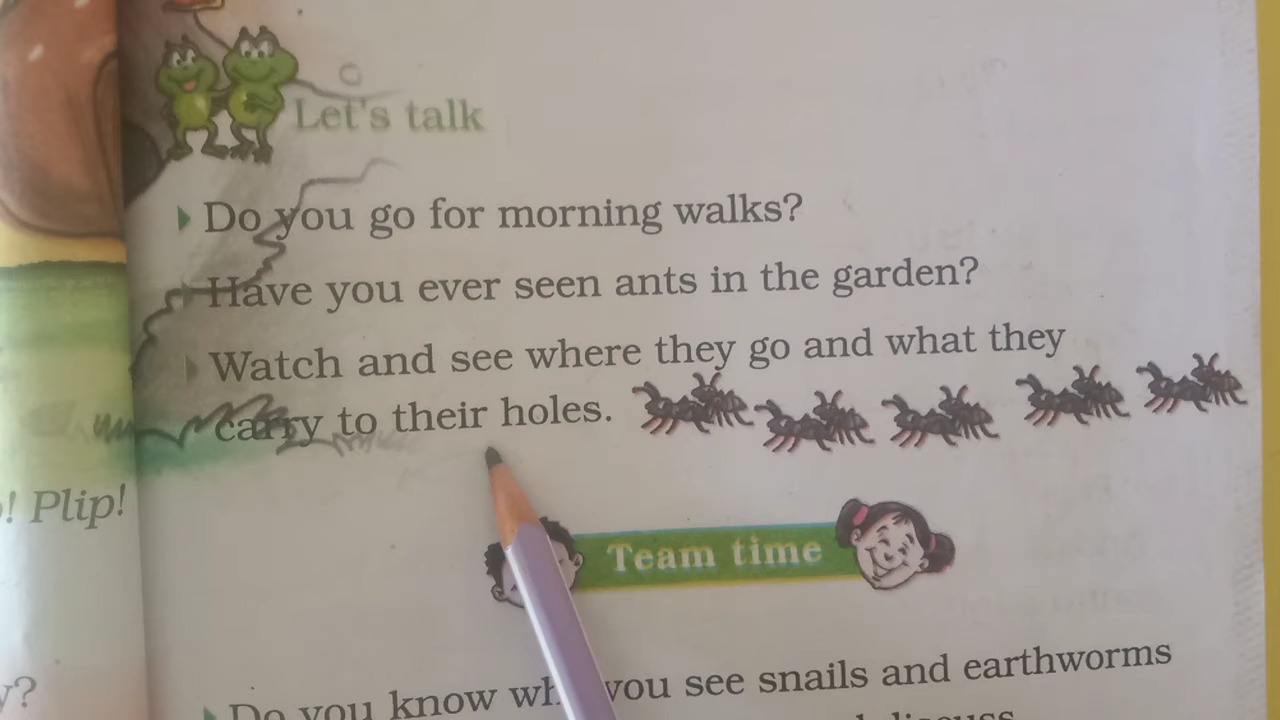 Let's talk
Do you go for morning walks?
Have you ever seen ants in the garden?
Watch and see where they go and what they
carry to their holes.
! Plip!
Team time
Do you know you see snails and earthworms
discuss